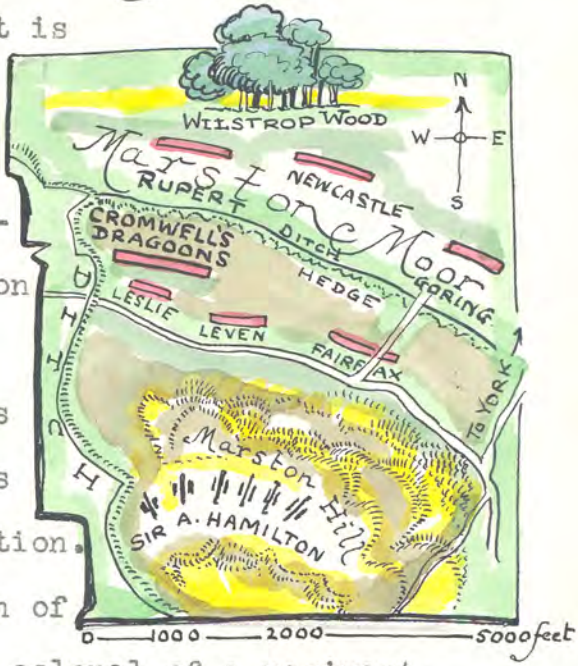 t is
-
on
s
s
tion.
n of
WILSTROP WOOD
N
W E
S
Marston Moor
RUPERT
NEWCASTLE
DITCH
CROMWELL'S
DRAGOONS
HEDGE
GORING
LESLIE
LEVEN
FAIRFAX
DITCH
TO YORK
Marston Hill
SIR A. HAMILTON
0 1000 2000 5000 feet